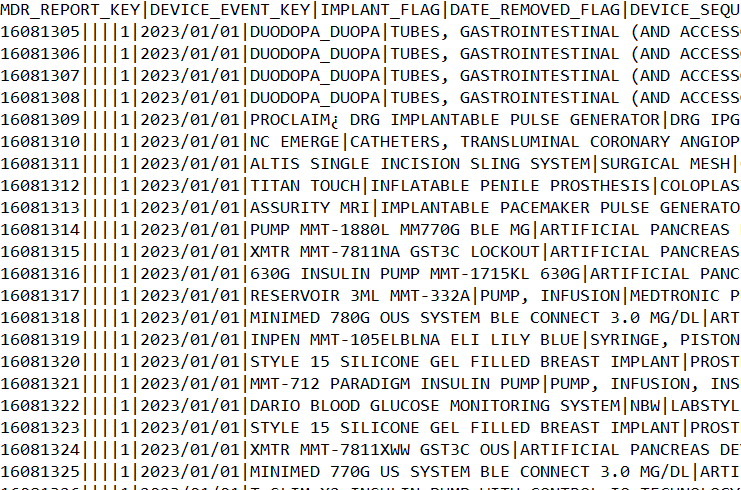 MDR_REPORT_KEY|DEVICE_EVENT_KEY|IMPLANT_FLAG|DATE_REMOVED_FLAG|DEVICE_SEQU
16081305||||1|2023/01/01|DUODOPA_DUOPA|TUBES, GASTROINTESTINAL (AND ACCESSO
16081306||||1|2023/01/01|DUODOPA_DUOPA|TUBES, GASTROINTESTINAL (AND ACCESSO
16081307||||1|2023/01/01|DUODOPA_DUOPA|TUBES, GASTROINTESTINAL (AND ACCESSO
16081308||||1|2023/01/01|DUODOPA_DUOPA|TUBES, GASTROINTESTINAL (AND ACCESSO
16081309||||1|2023/01/01|PROCLAIM¿ DRG IMPLANTABLE PULSE GENERATOR|DRG IPG
16081310||||1|2023/01/01|NC EMERGE|CATHETERS, TRANSLUMINAL CORONARY ANGIOP
16081311||||1|2023/01/01|ALTIS SINGLE INCISION SLING SYSTEM|SURGICAL MESH|
16081312||||1|2023/01/01|TITAN TOUCH|INFLATABLE PENILE PROSTHESIS|COLOPLAS
16081313||||1|2023/01/01|ASSURITY MRI|IMPLANTABLE PACEMAKER PULSE GENERATO
16081314||||1|2023/01/01|PUMP MMT-1880L MM770G BLE MG|ARTIFICIAL PANCREAS
16081315||||1|2023/01/01|XMTR MMT-7811NA GST3C LOCKOUT|ARTIFICIAL PANCREAS
16081316||||1|2023/01/01|630G INSULIN PUMP MMT-1715KL 630G|ARTIFICIAL PANC
16081317||||1|2023/01/01|RESERVOIR 3ML MMT-332A|PUMP, INFUSION|MEDTRONIC P
16081318||||1|2023/01/01|MINIMED 780G OUS SYSTEM BLE CONNECT 3.0 MG/DL|ART
16081319||||1|2023/01/01|INPEN MMT-105ELBLNA ELI LILY BLUE|SYRINGE, PISTON
16081320||||1|2023/01/01|STYLE 15 SILICONE GEL FILLED BREAST IMPLANT|PROST
16081321||||1|2023/01/01|MMT-712 PARADIGM INSULIN PUMP|PUMP, INFUSION, INS
16081322||||1|2023/01/01|DARIO BLOOD GLUCOSE MONITORING SYSTEM|NBW|LABSTYL
16081323||||1|2023/01/01|STYLE 15 SILICONE GEL FILLED BREAST IMPLANT|PROST
16081324||||1|2023/01/01|XMTR MMT-7811XWW GST3C OUS|ARTIFICIAL PANCREAS DE
16081325||||1|2023/01/01|MINIMED 770G US SYSTEM BLE CONNECT 3.0 MG/DL|ARTI